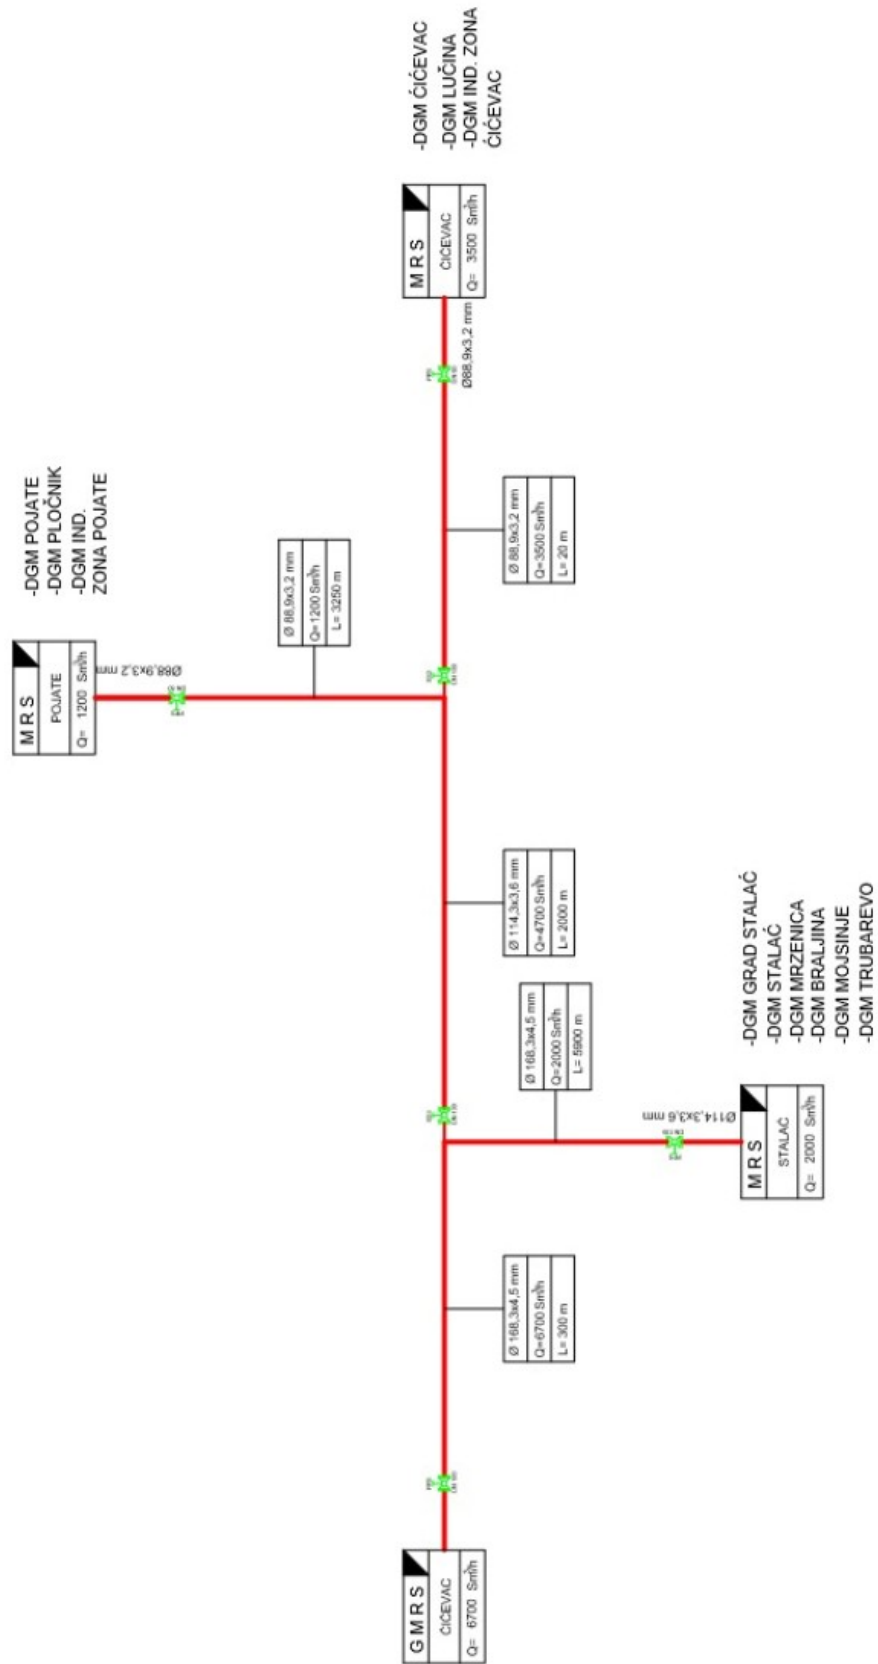 -DGM POJATE
-DGM PLOČNIK
-DGM IND.
ZONA POJATE
M R S
POJATE
Q= 1200 Sm³/h
Ø88,9x3,2 mm
Ø 88,9x3,2 mm
Q=1200 Sm³/h
L= 3250 m
-DGM ĆIĆEVAC
-DGM LUČINA
-DGM IND. ZONA
ĆIĆEVAC
M R S
ĆIĆEVAC
Q= 3500 Sm³/h
Ø88,9x3,2 mm
Ø 88,9x3,2 mm
Q=3500 Sm³/h
L= 20 m
Ø 114,3x3,6 mm
Q=4700 Sm³/h
L= 2000 m
Ø 168,3x4,5 mm
Q=2000 Sm³/h
L= 5900 m
Ø114,3x3,6 mm
M R S
STALAĆ
Q= 2000 Sm³/h
-DGM GRAD STALAĆ
-DGM STALAĆ
-DGM MRZENICA
-DGM BRALJINA
-DGM MOJSINJE
-DGM TRUBAREVO
Ø 168,3x4,5 mm
Q=6700 Sm³/h
L= 300 m
G M R S
ĆIĆEVAC
Q= 6700 Sm³/h